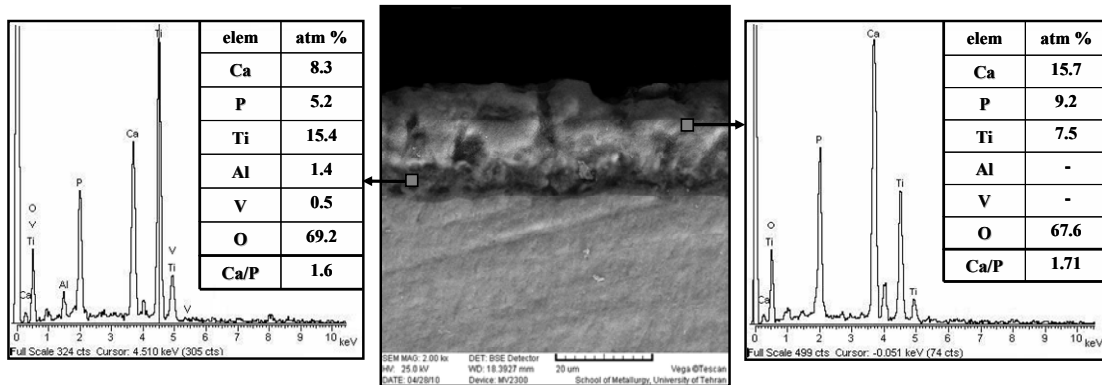 elem atm %
Ca 8.3
P 5.2
Ti 15.4
Al 1.4
V 0.5
O 69.2
Ca/P 1.6
Ti
Ca
P
O
V
Ti
Ca
Al
V
Ti
V
0 1 2 3 4 5 6 7 8 9 10
keV
Full Scale 324 cts Cursor: 4.510 keV (305 cts)
SEM MAG: 2.00 kx DET: BSE Detector
HV: 25.0 kV WD: 18.3927 mm 20 um Vega ©Tescan
DATE: 04/28/10 Device: MV2300 School of Metallurgy, University of Tehran
elem atm %
Ca 15.7
P 9.2
Ti 7.5
Al -
V -
O 67.6
Ca/P 1.71
Ca
P
Ti
O
Ti
Ca
Ti
0 1 2 3 4 5 6 7 8 9 10
keV
Full Scale 499 cts Cursor: -0.051 keV (74 cts)